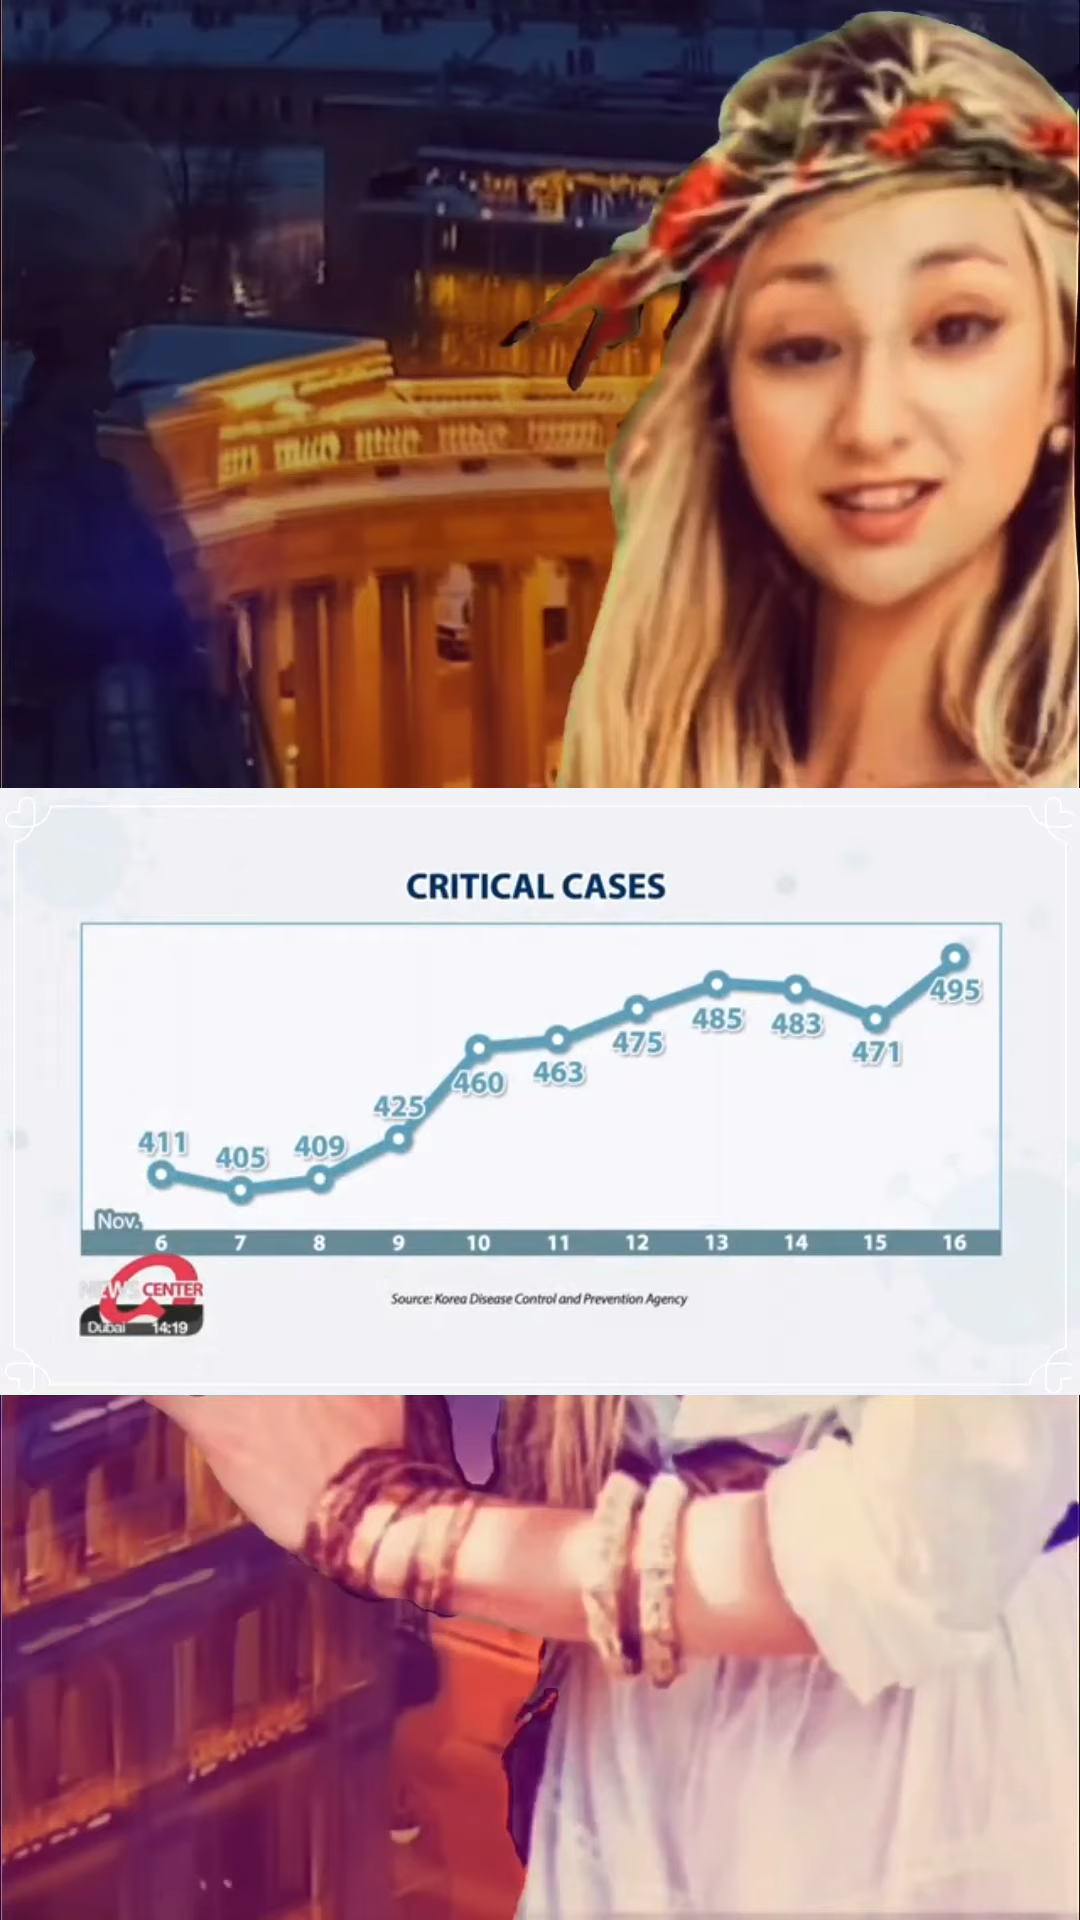 CRITICAL CASES
411
405
409
425
460
463
475
485
483
471
495
Nov.
6 7 8 9 10 11 12 13 14 15 16
NEWS CENTER
Dubai 14:19
Source: Korea Disease Control and Prevention Agency